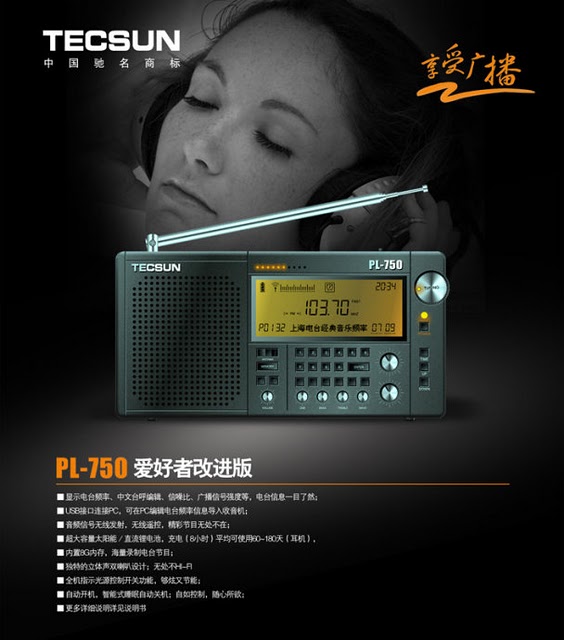 TECSUN
中国驰名商标
享受广播
TECSUN
PL-750
2034
103.70
P0132 上海电台经典音乐频率 07 09
PL-750 爱好者改进版
■显示电台频率、中文台呼编辑、信噪比、广播信号强度等，电台信息一目了然；
■USB接口连接PC，可在PC编辑电台频率信息导入收音机；
■音频信号无线发射，无线遥控，精彩节目无处不在；
■超大容量太阳能／直流锂电池，充电（8小时）平均可使用60-180天（耳机），
■内置8G内存，海量录制电台节目；
■独特的立体声双喇叭设计；无处不HI-FI
■全机指示光源控制开关功能，够炫又节能；
■自动开机，智能式睡眠自动关机；自如控制，随心所欲；
■更多详细说明详见说明书